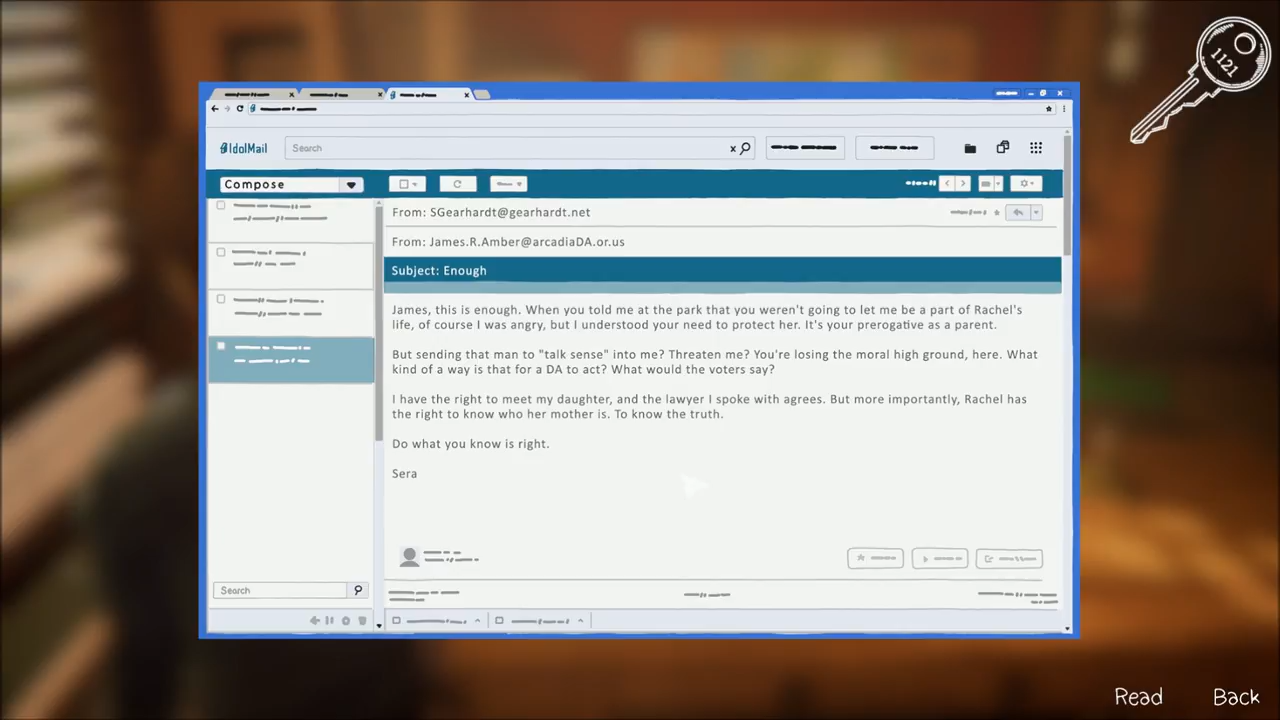 1121
IdolMail
Search
x
Compose
From: SGearhardt@gearhardt.net
From: James.R.Amber@arcadiaDA.or.us
Subject: Enough
James, this is enough. When you told me at the park that you weren't going to let me be a part of Rachel's
life, of course I was angry, but I understood your need to protect her. It's your prerogative as a parent.
But sending that man to "talk sense" into me? Threaten me? You're losing the moral high ground, here. What
kind of a way is that for a DA to act? What would the voters say?
I have the right to meet my daughter, and the lawyer I spoke with agrees. But more importantly, Rachel has
the right to know who her mother is. To know the truth.
Do what you know is right.
Sera
Search
Read Back